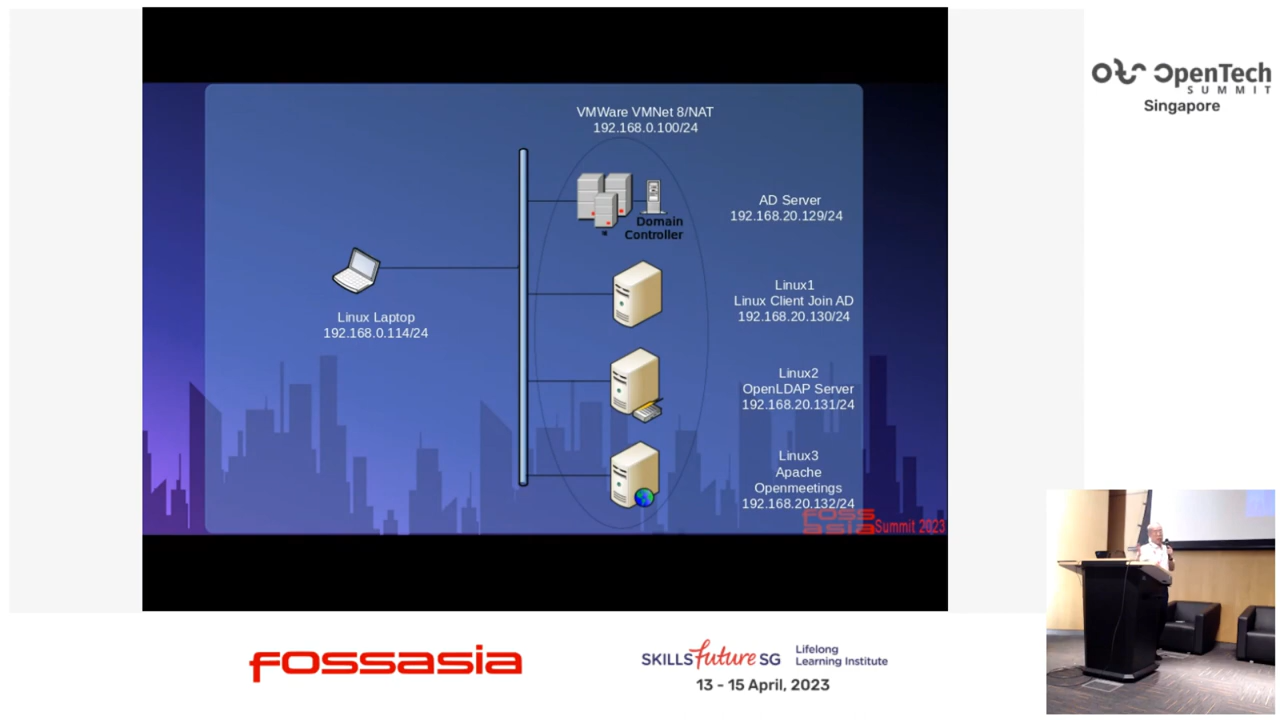 VMWare VMNet 8/NAT
192.168.0.100/24
Domain
Controller
AD Server
192.168.20.129/24
Linux Laptop
192.168.0.114/24
Linux1
Linux Client Join AD
192.168.20.130/24
Linux2
OpenLDAP Server
192.168.20.131/24
Linux3
Apache
Openmeetings
192.168.20.132/24
FOSS
asia Summit 2023
OpenTech
SUMMIT
Singapore
fossasia
SKILLSfuture SG
Lifelong
Learning Institute
13 - 15 April, 2023